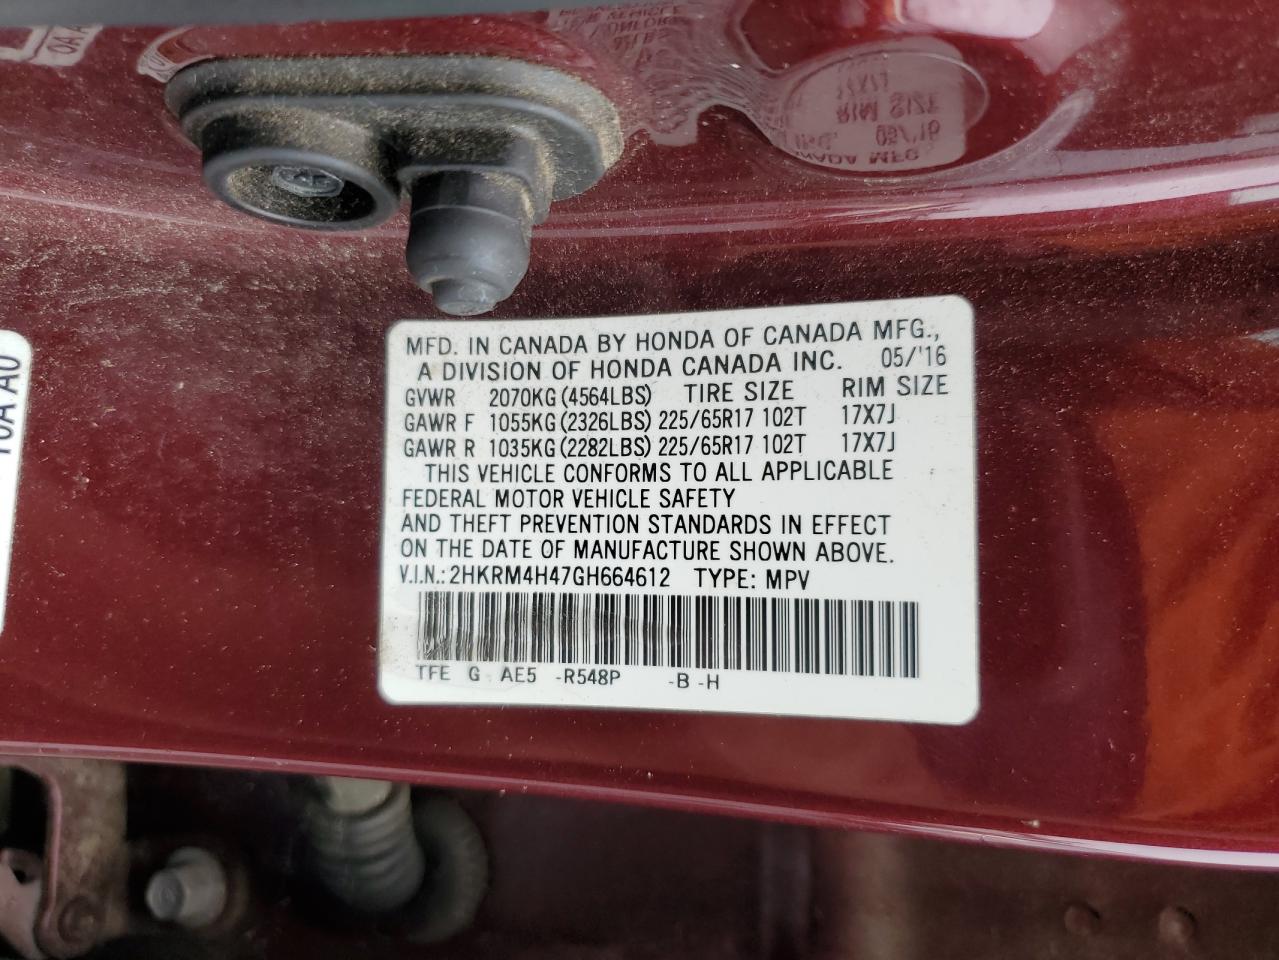 MFD. IN CANADA BY HONDA OF CANADA MFG.,
A DIVISION OF HONDA CANADA INC. 05/'16
GVWR 2070KG(4564LBS) TIRE SIZE RIM SIZE
GAWR F 1055KG(2326LBS) 225/65R17 102T 17X7J
GAWR R 1035KG(2282LBS) 225/65R17 102T 17X7J
THIS VEHICLE CONFORMS TO ALL APPLICABLE
FEDERAL MOTOR VEHICLE SAFETY
AND THEFT PREVENTION STANDARDS IN EFFECT
ON THE DATE OF MANUFACTURE SHOWN ABOVE.
V.I.N.: 2HKRM4H47GH664612 TYPE: MPV
TFE G AE5 -R548P -B -H